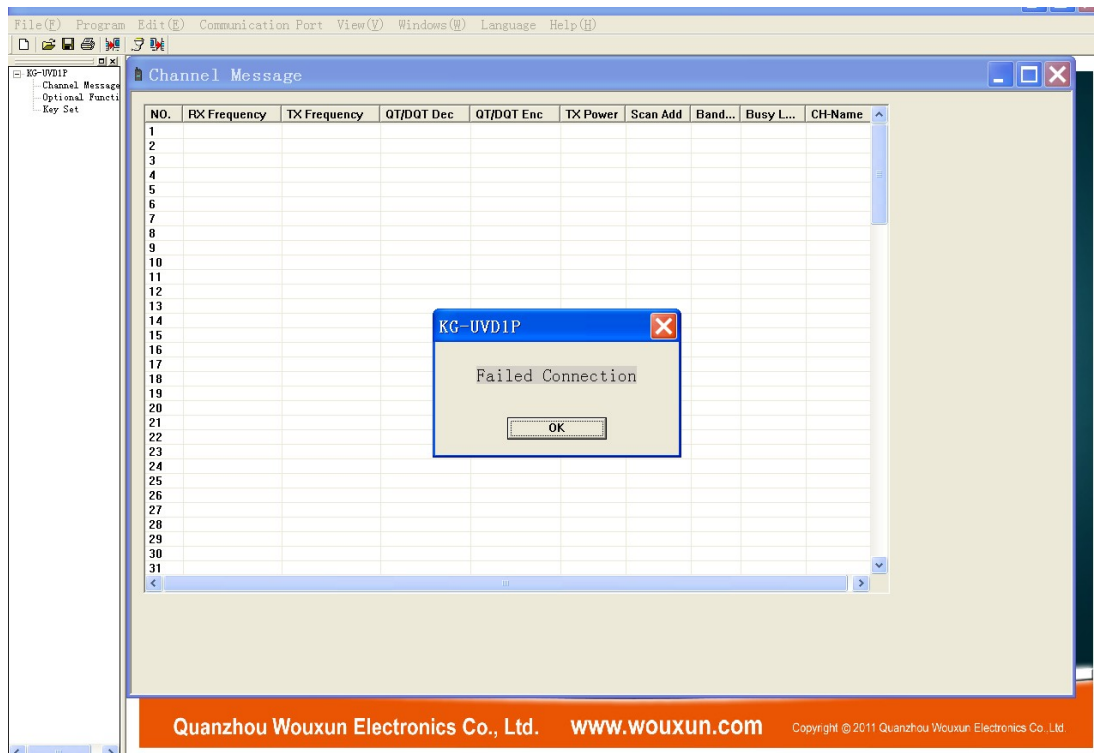 File(F) Program Edit(E) Communication Port View(V) Windows(W) Language Help(H)
KG-UVD1P
Channel Message
Optional Functi
Key Set
Channel Message
NO. RX Frequency TX Frequency QT/DQT Dec QT/DQT Enc TX Power Scan Add Band... Busy L... CH-Name
1
2
3
4
5
6
7
8
9
10
11
12
13
14
15
16
17
18
19
20
21
22
23
24
25
26
27
28
29
30
31
KG-UVD1P
Failed Connection
OK
Quanzhou Wouxun Electronics Co., Ltd. www.wouxun.com Copyright © 2011 Quanzhou Wouxun Electronics Co., Ltd.